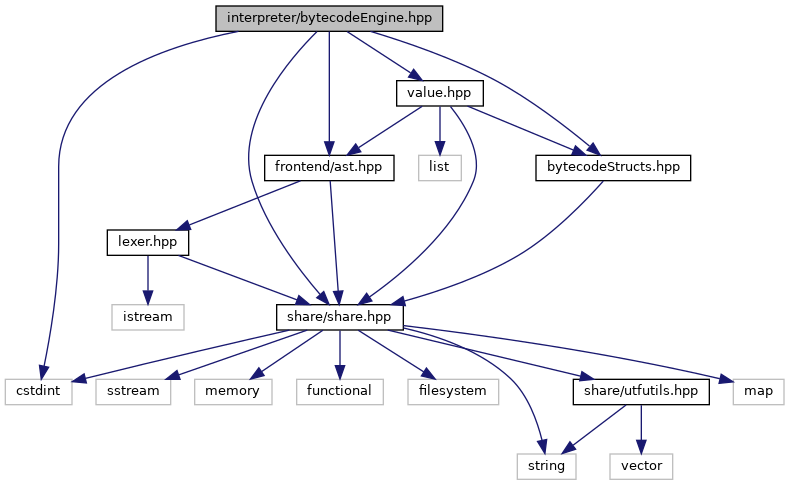 interpreter/bytecodeEngine.hpp
value.hpp
frontend/ast.hpp
list
bytecodeStructs.hpp
lexer.hpp
istream
share/share.hpp
cstdint
sstream
memory
functional
filesystem
share/utfutils.hpp
map
string
vector